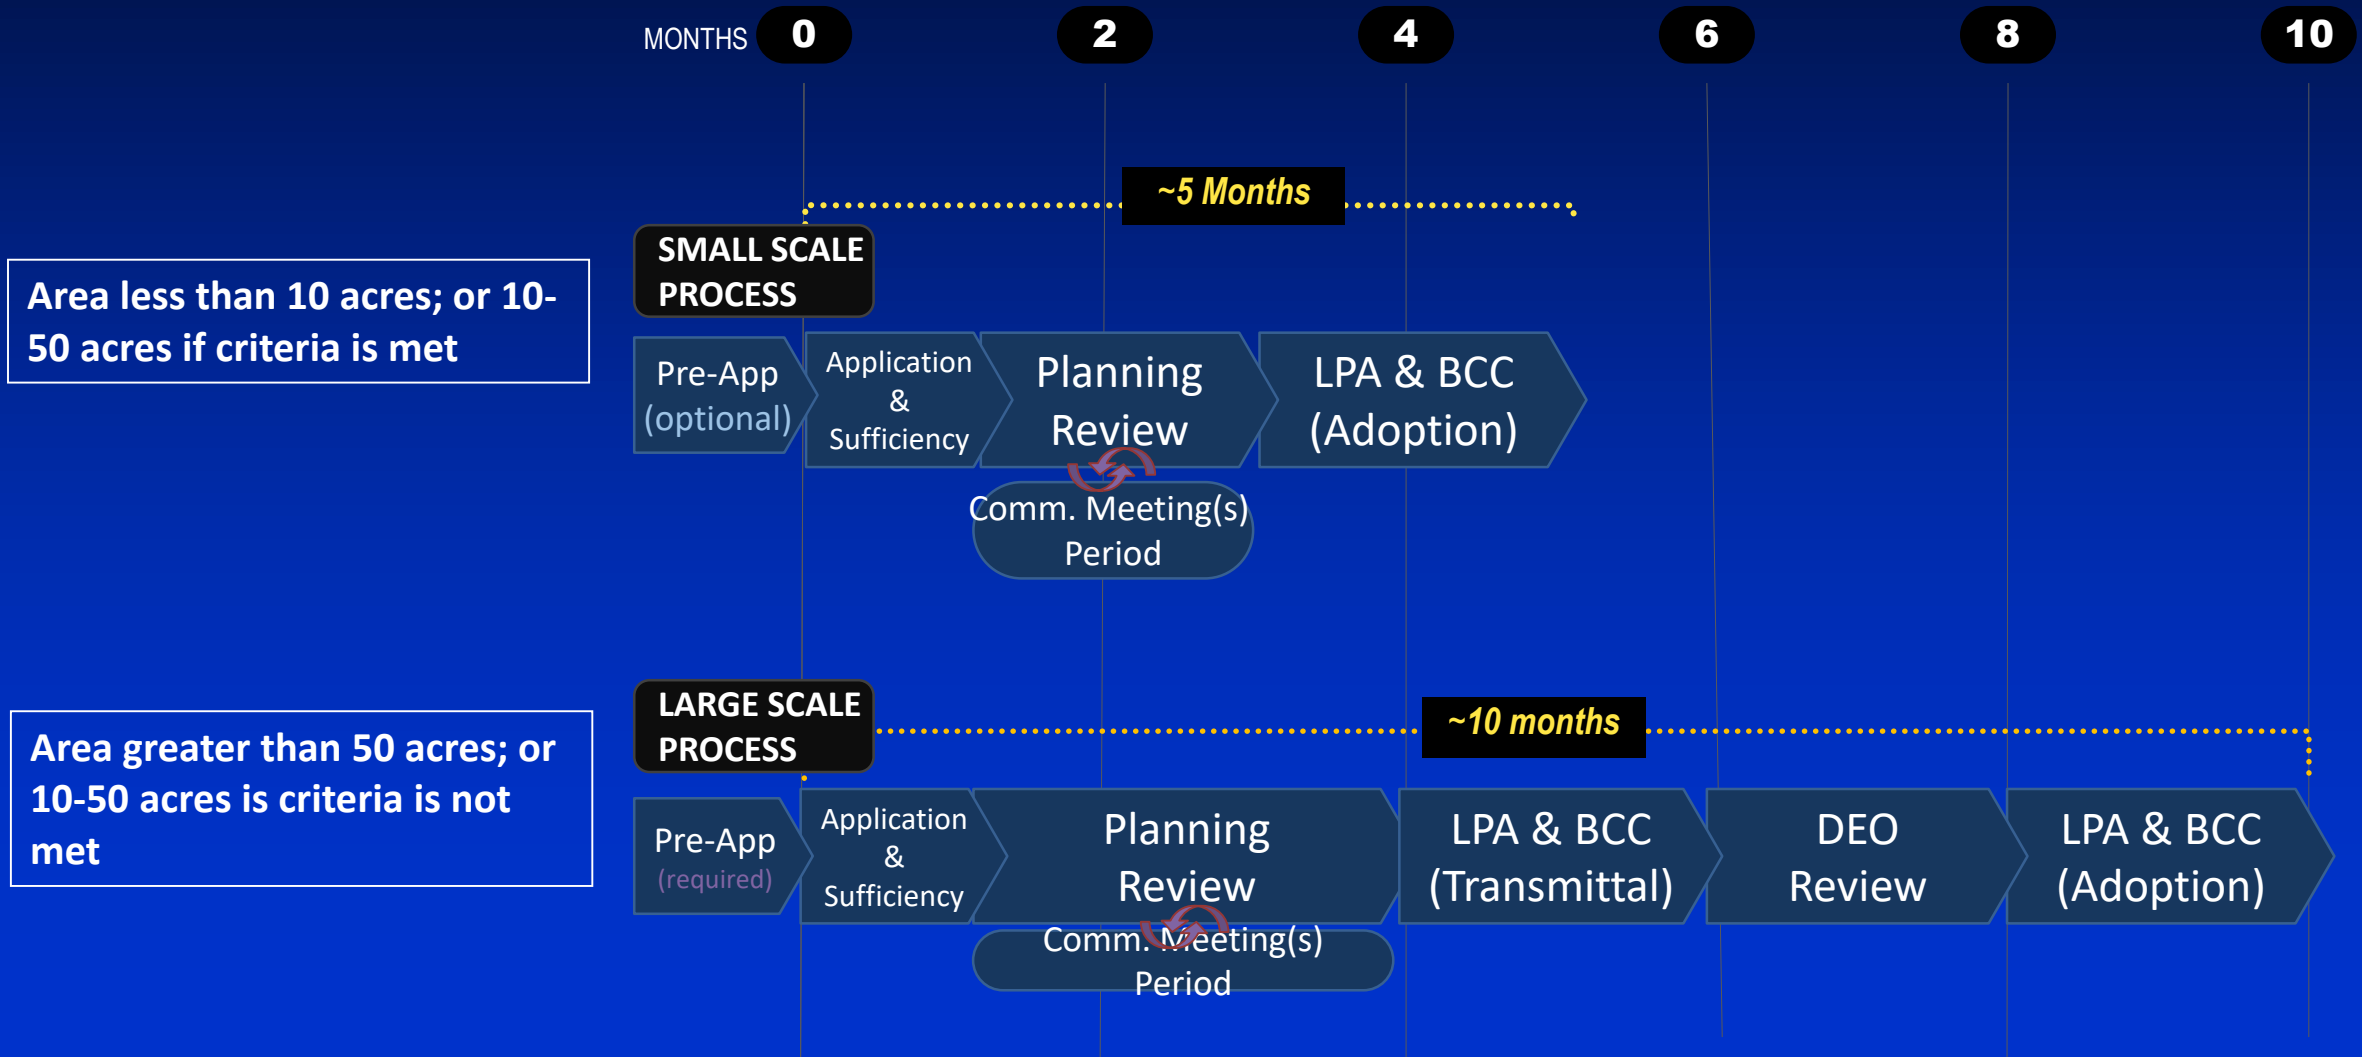 MONTHS 0 2 4 6 8 10
~5 Months
SMALL SCALE
PROCESS
Area less than 10 acres; or 10-
50 acres if criteria is met
Pre-App
(optional)
Application
&
Sufficiency
Planning
Review
LPA & BCC
(Adoption)
Comm. Meeting(s)
Period
LARGE SCALE
PROCESS
~10 months
Area greater than 50 acres; or
10-50 acres is criteria is not
met
Pre-App
(required)
Application
&
Sufficiency
Planning
Review
LPA & BCC
(Transmittal)
DEO
Review
LPA & BCC
(Adoption)
Comm. Meeting(s)
Period